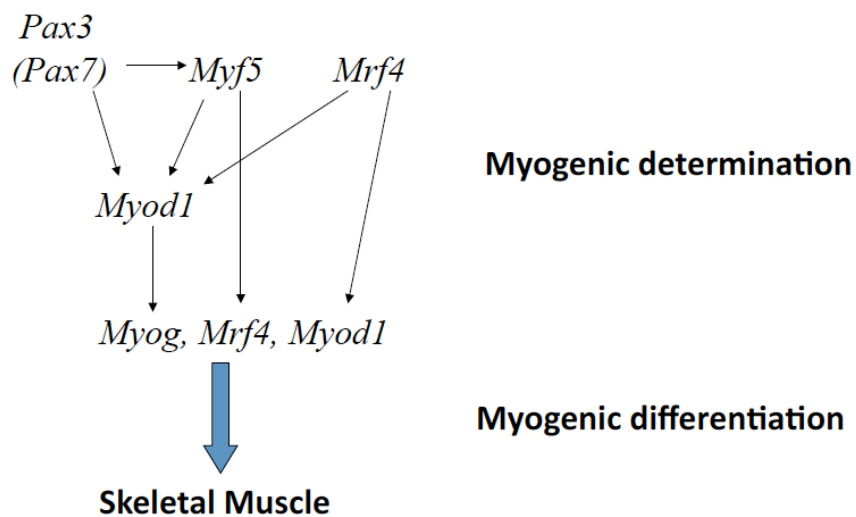 Pax3
(Pax7) Myf5 Mrf4
Myogenic determination
Myod1
Myog, Mrf4, Myod1
Myogenic differentiation
Skeletal Muscle